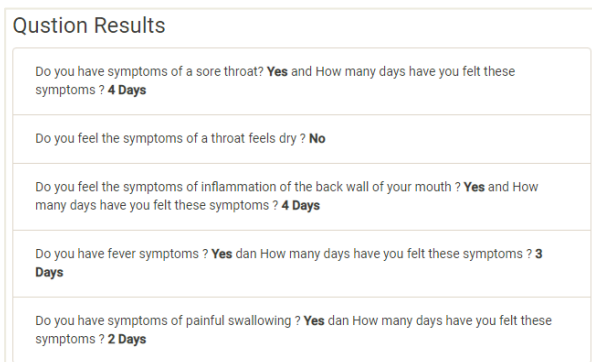 Qustion Results
Do you have symptoms of a sore throat? Yes and How many days have you felt these
symptoms ? 4 Days
Do you feel the symptoms of a throat feels dry ? No
Do you feel the symptoms of inflammation of the back wall of your mouth ? Yes and How
many days have you felt these symptoms ? 4 Days
Do you have fever symptoms ? Yes dan How many days have you felt these symptoms ? 3
Days
Do you have symptoms of painful swallowing ? Yes dan How many days have you felt these
symptoms ? 2 Days